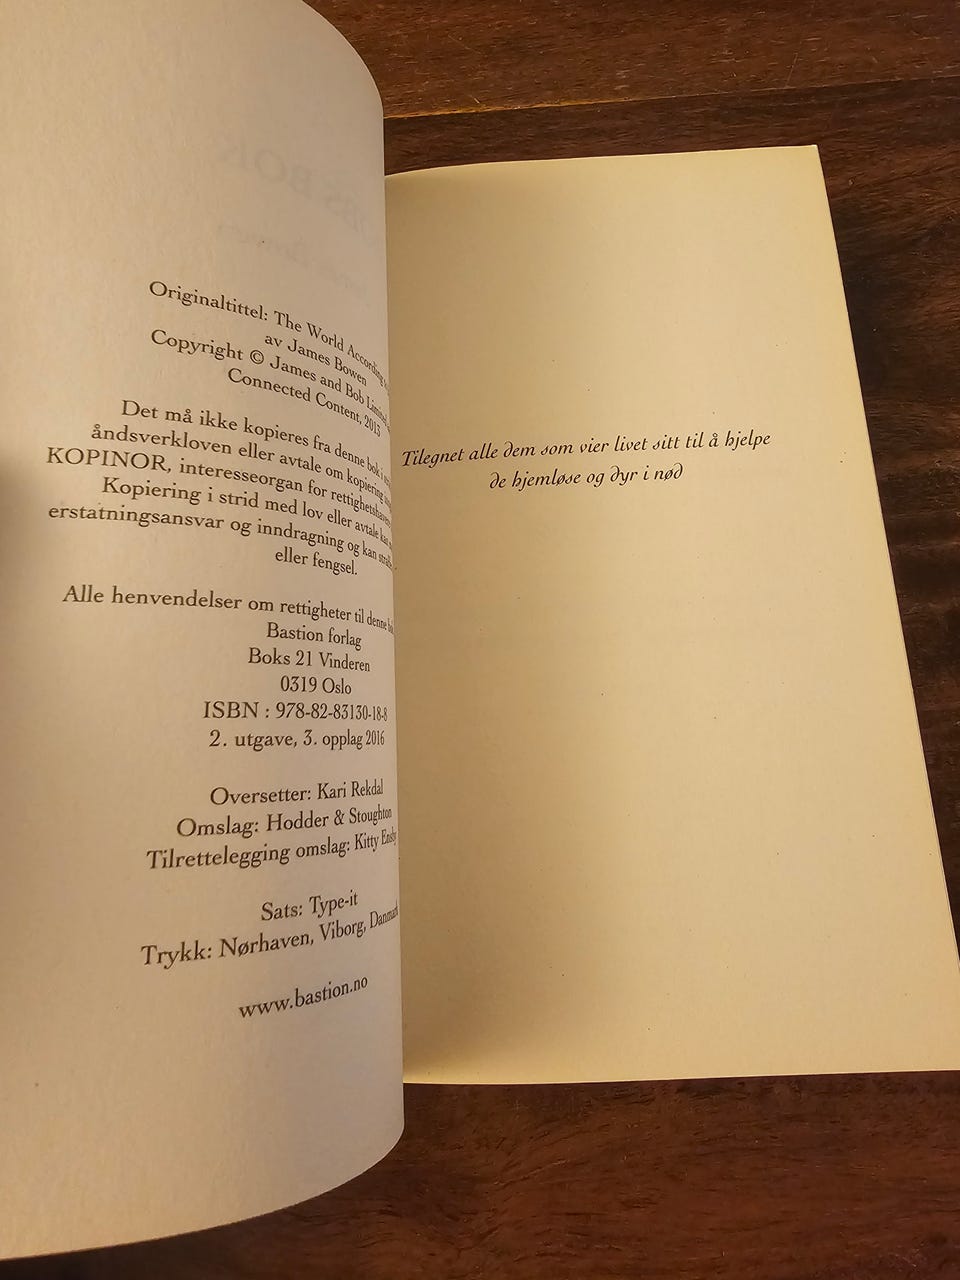 Originaltittel: The World According
av James Bowen
Copyright © James and Bob Limited
Connected Content, 2013
Det må ikke kopieres fra denne bok i
åndsverkloven eller avtale om kopiering
KOPINOR, interesseorgan for
Kopiering i strid med lov eller avtale kan
erstatningsansvar og inndragning og kan
eller fengsel.
Alle henvendelser om rettigheter til denne
Bastion forlag
Boks 21 Vinderen
0319 Oslo
ISBN : 978-82-83130-18-8
2. utgave, 3. opplag 2016
Oversetter: Kari Rekdal
Omslag: Hodder & Stoughton
Tilrettelegging omslag: Kitty Ensby
Sats: Type-it
Trykk: Nørhaven, Viborg, Danmark
www.bastion.no
Tilegnet alle dem som vier livet sitt til å hjelpe
de hjemløse og dyr i nød